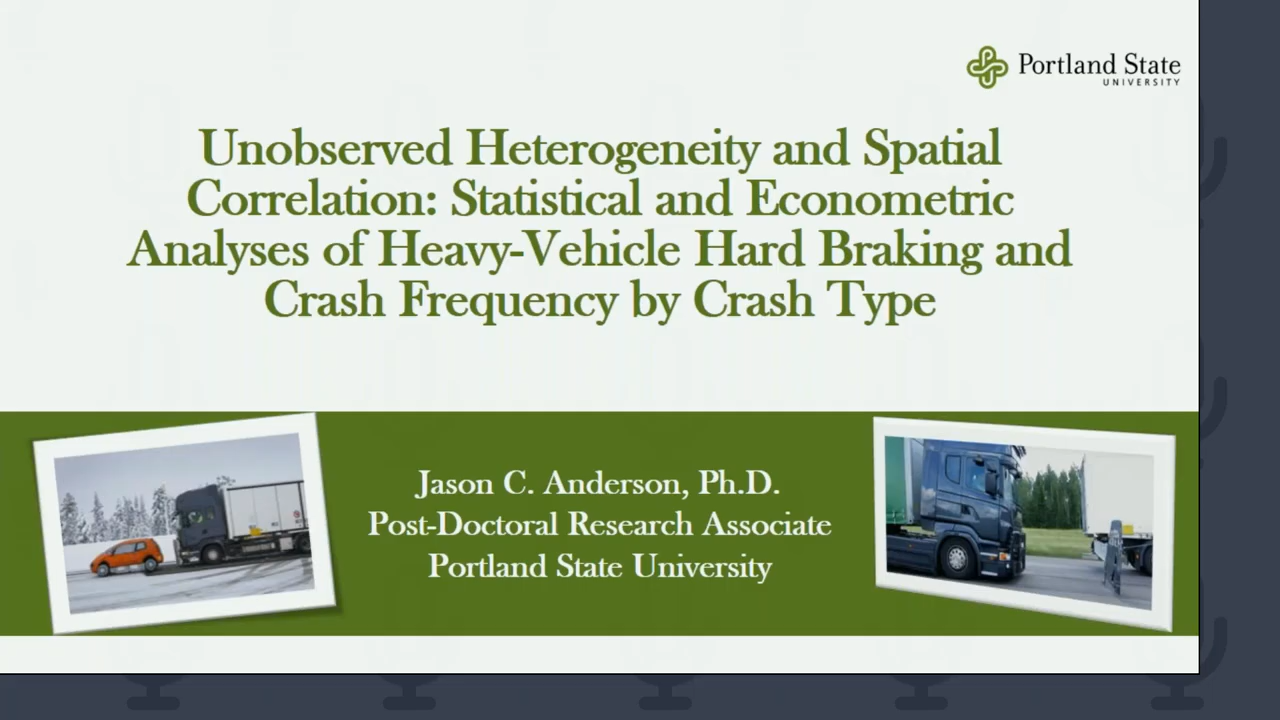 Portland State
UNIVERSITY
Unobserved Heterogeneity and Spatial
Correlation: Statistical and Econometric
Analyses of Heavy-Vehicle Hard Braking and
Crash Frequency by Crash Type
Jason C. Anderson, Ph.D.
Post-Doctoral Research Associate
Portland State University